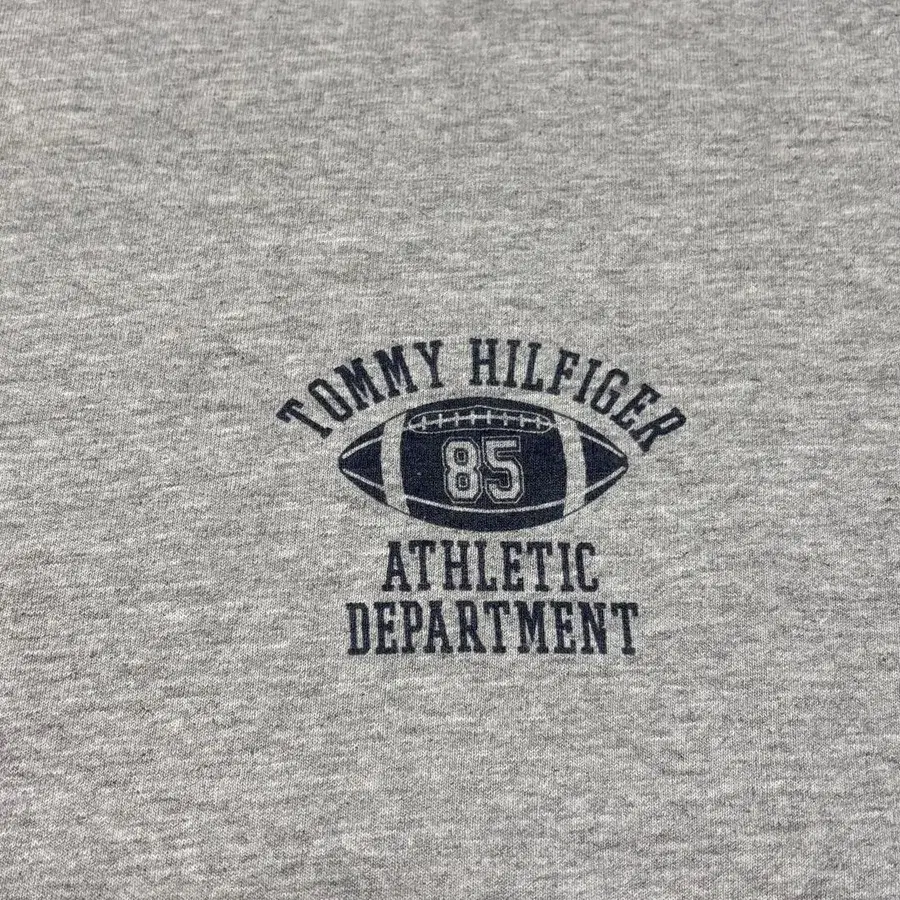 TOMMY HILFIGER
85
ATHLETIC
DEPARTMENT